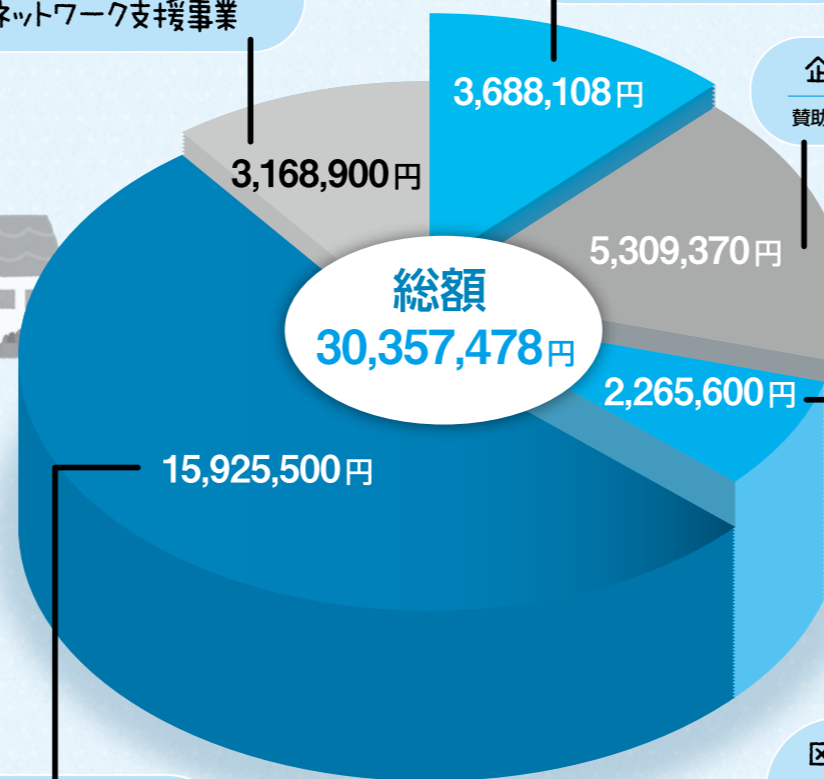 ネットワーク支援事業
3,688,108円
企
賛助
3,168,900円
5,309,370円
総額
30,357,478円
2,265,600円
15,925,500円